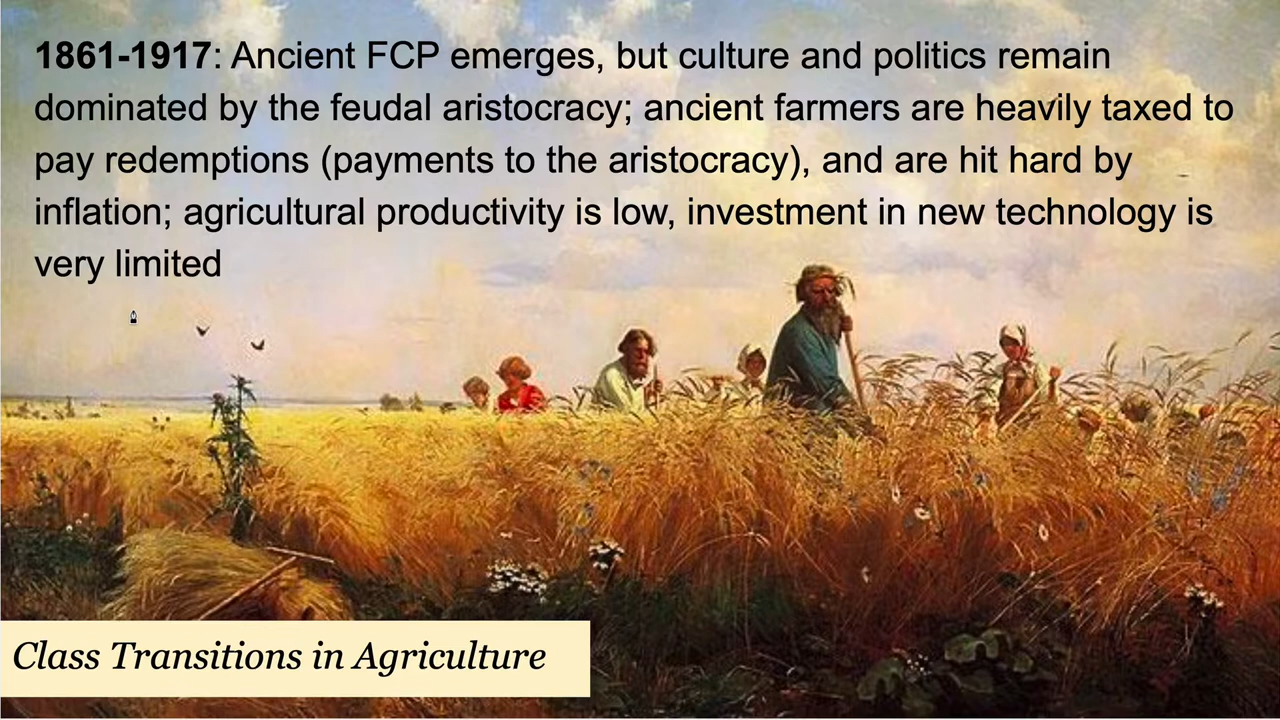 1861-1917: Ancient FCP emerges, but culture and politics remain
dominated by the feudal aristocracy; ancient farmers are heavily taxed to
pay redemptions (payments to the aristocracy), and are hit hard by
inflation; agricultural productivity is low, investment in new technology is
very limited
Class Transitions in Agriculture